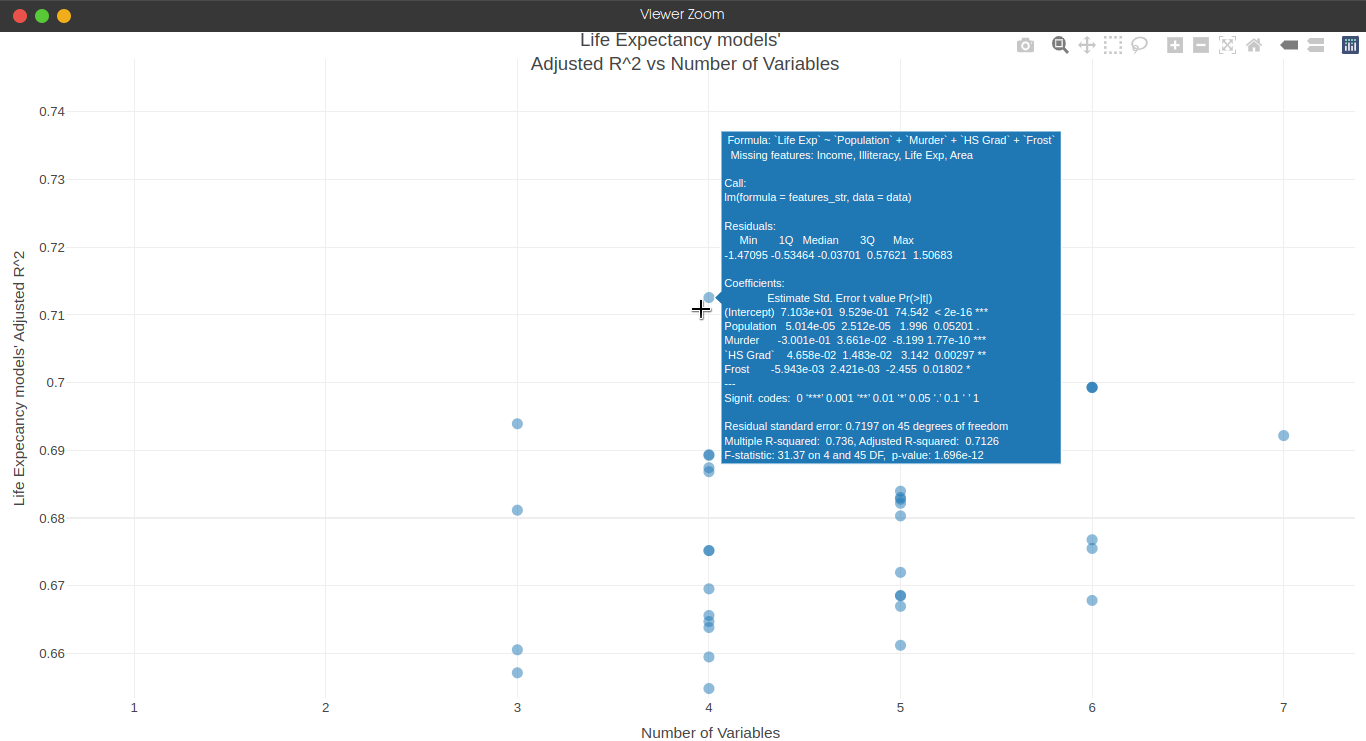 Viewer Zoom
Life Expectancy models'
Adjusted R^2 vs Number of Variables
0.74
0.73
0.72
0.71
0.7
0.69
0.68
0.67
0.66
Life Expecancy models' Adjusted R^2
Formula: `Life Exp` ~ `Population` + `Murder` + `HS Grad` + `Frost`
Missing features: Income, Illiteracy, Life Exp, Area
Call:
lm(formula = features_str, data = data)
Residuals:
Min 1Q Median 3Q Max
-1.47095 -0.53464 -0.03701 0.57621 1.50683
Coefficients:
Estimate Std. Error t value Pr(>|t|)
(Intercept) 7.103e+01 9.529e-01 74.542 < 2e-16 ***
Population 5.014e-05 2.512e-05 1.996 0.05201 .
Murder -3.001e-01 3.661e-02 -8.199 1.77e-10 ***
`HS Grad` 4.658e-02 1.483e-02 3.142 0.00297 **
Frost -5.943e-03 2.421e-03 -2.455 0.01802 *
---
Signif. codes: 0 ‘***’ 0.001 ‘**’ 0.01 ‘*’ 0.05 ‘.’ 0.1 ‘ ’ 1
Residual standard error: 0.7197 on 45 degrees of freedom
Multiple R-squared: 0.736, Adjusted R-squared: 0.7126
F-statistic: 31.37 on 4 and 45 DF, p-value: 1.696e-12
1 2 3 4 5 6 7
Number of Variables